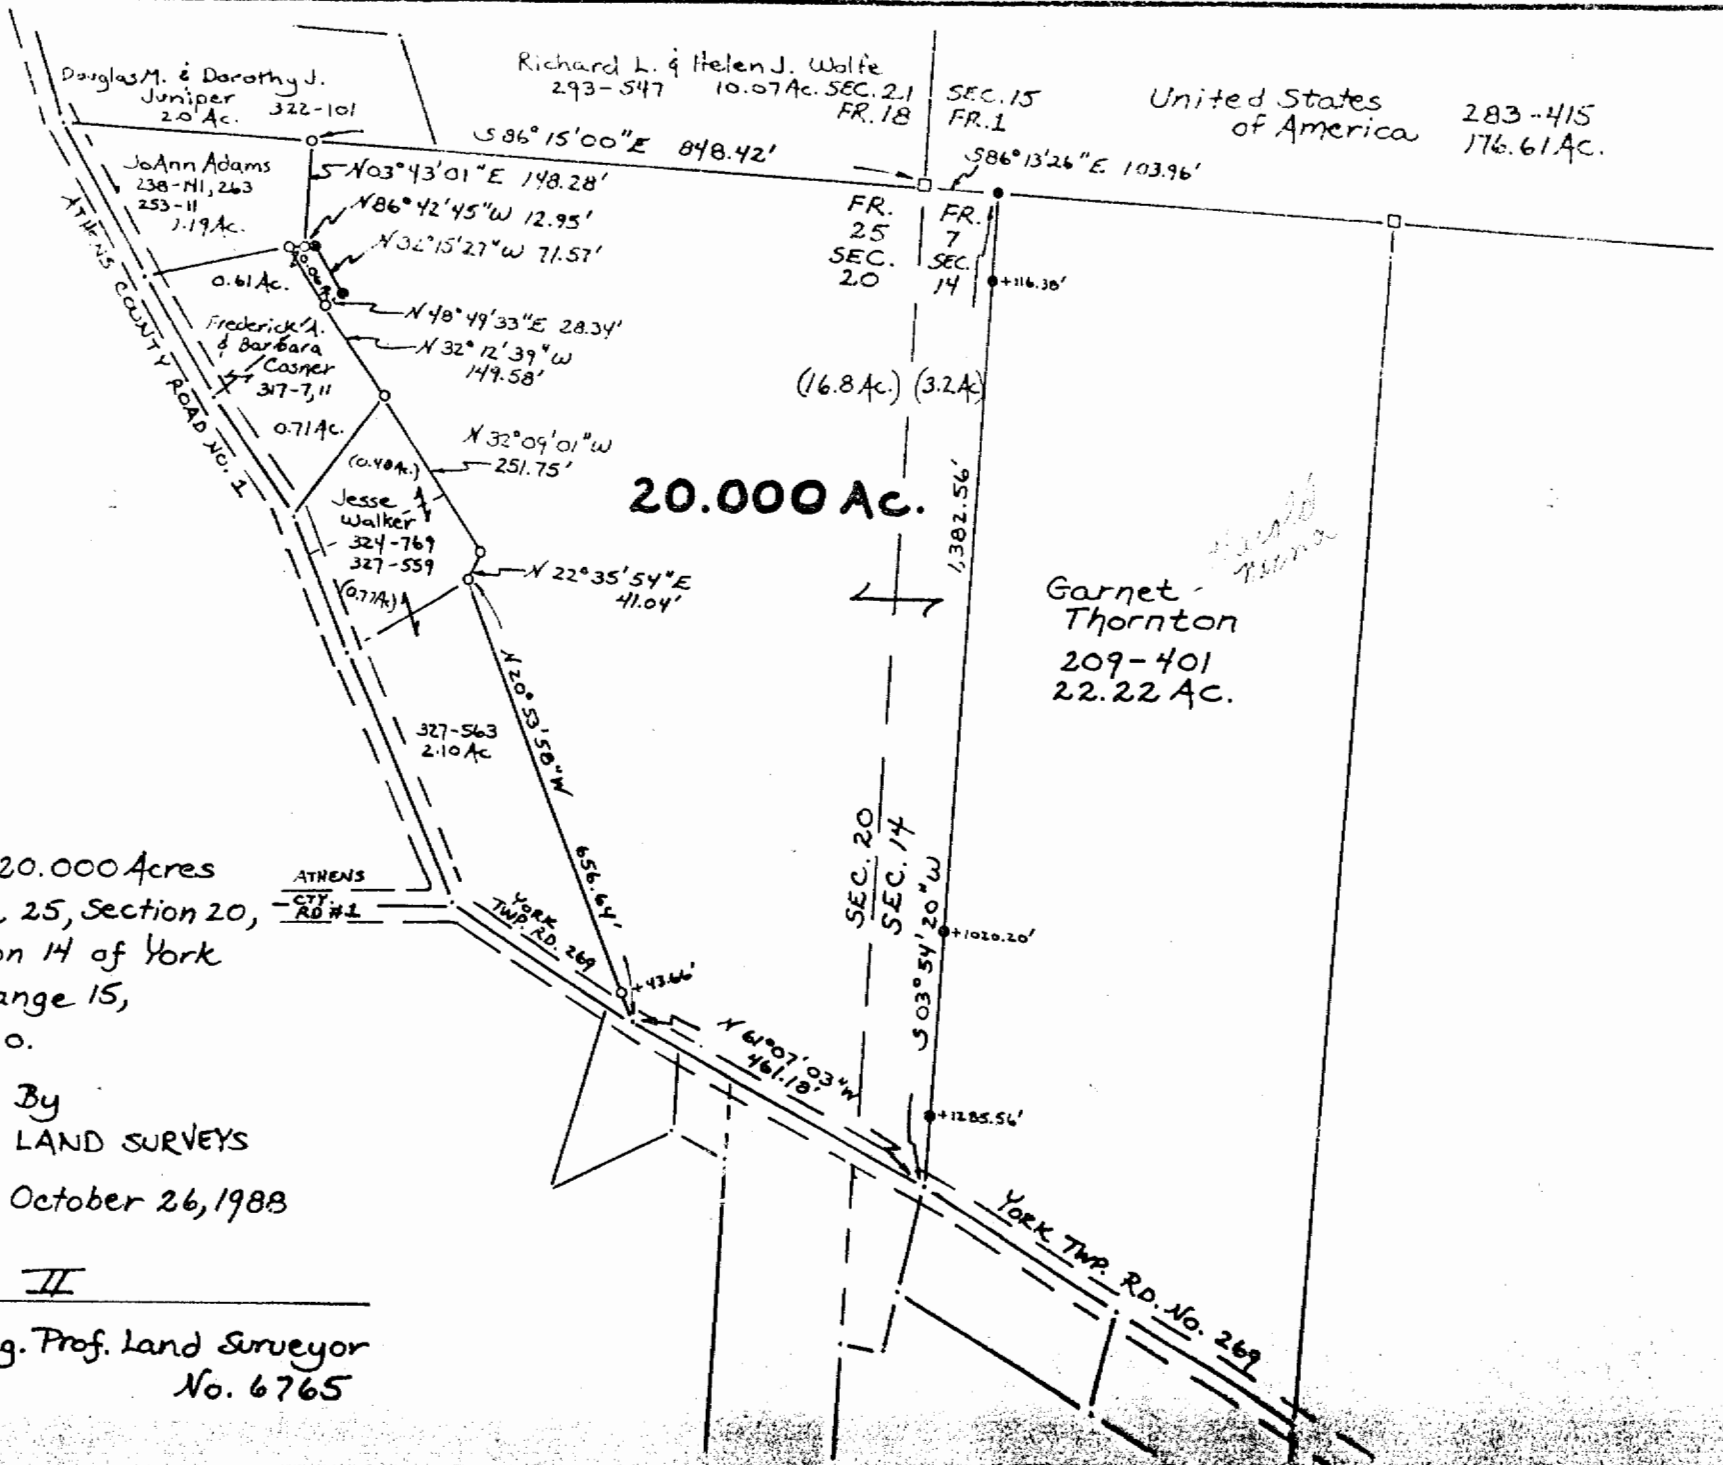 Douglas M. & Dorothy J.
Juniper 322-101
2.0 Ac.
Richard L. & Helen J. Wolfe
293-547 10.07 Ac. SEC. 21
FR. 18
SEC. 15
FR. 1
United States
of America
283-415
176.61 AC.
S 86° 15' 00" E 848.42'
S 86° 13' 26" E 103.96'
JoAnn Adams
253-11
1.19 Ac.
N 03° 43' 01" E 148.28'
N 86° 42' 45" W 12.95'
N 32° 15' 27" W 71.57'
0.61 Ac.
N 48° 49' 33" E 28.34'
N 32° 12' 39" W
149.58'
Frederick A.
& Barbara
Cosner
317-7, 11
0.71 Ac.
ATHENS COUNTY ROAD NO. 1
FR.
25
SEC.
20
FR.
7
SEC.
14
+116.38'
(16.8 Ac.) (3.2 Ac)
N 32° 09' 01" W
251.75'
(0.48 Ac.)
Jesse
Walker
324-769
327-559
(0.77 Ac)
20.000 Ac.
1,382.56'
N 22° 35' 54" E
41.04'
Garnet
Thornton
209-401
22.22 AC.
327-563
2.10 Ac
N 20° 53' 58" W
656.64'
SEC. 20
SEC. 14
S 03° 54' 20" W
+1020.20'
20.000 Acres
25, Section 20,
on 14 of York
ange 15,
o.
ATHENS
CTY.
RD #1
YORK
TWP. RD. 269
+43.66'
N 61° 07' 03" W
461.18'
+1285.56'
By
LAND SURVEYS
October 26, 1988
II
g. Prof. Land Surveyor
No. 6765
YORK TWP. RD. No. 269